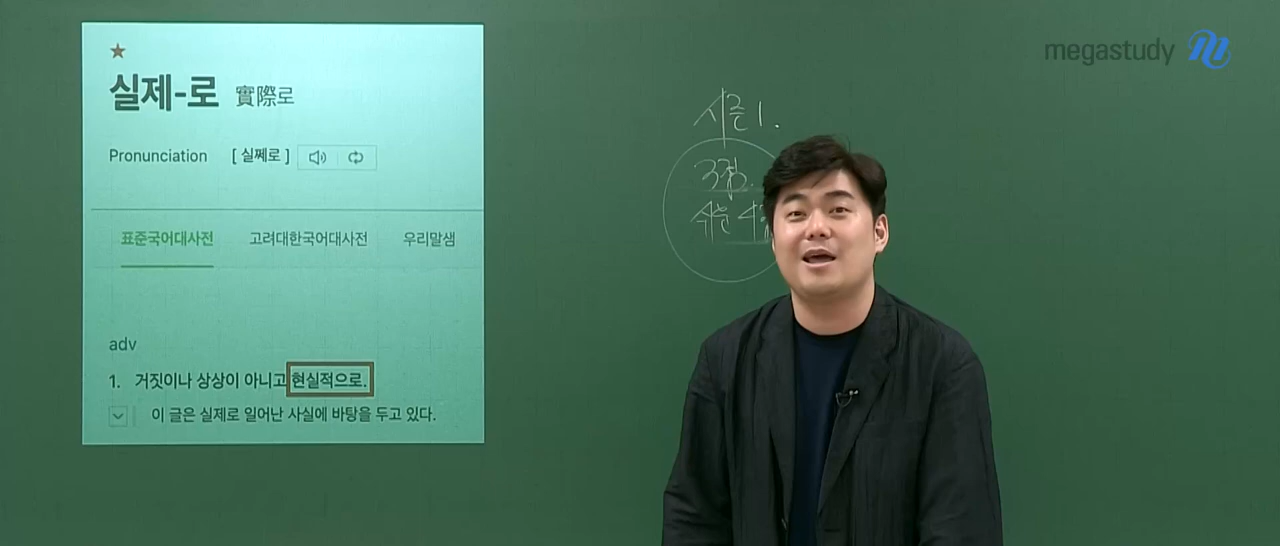 실제-로 實際로
Pronunciation [ 실쩨로 ]
표준국어대사전 고려대한국어대사전 우리말샘
adv
1. 거짓이나 상상이 아니고 현실적으로.
이 글은 실제로 일어난 사실에 바탕을 두고 있다.
megastudy
시즌 1.